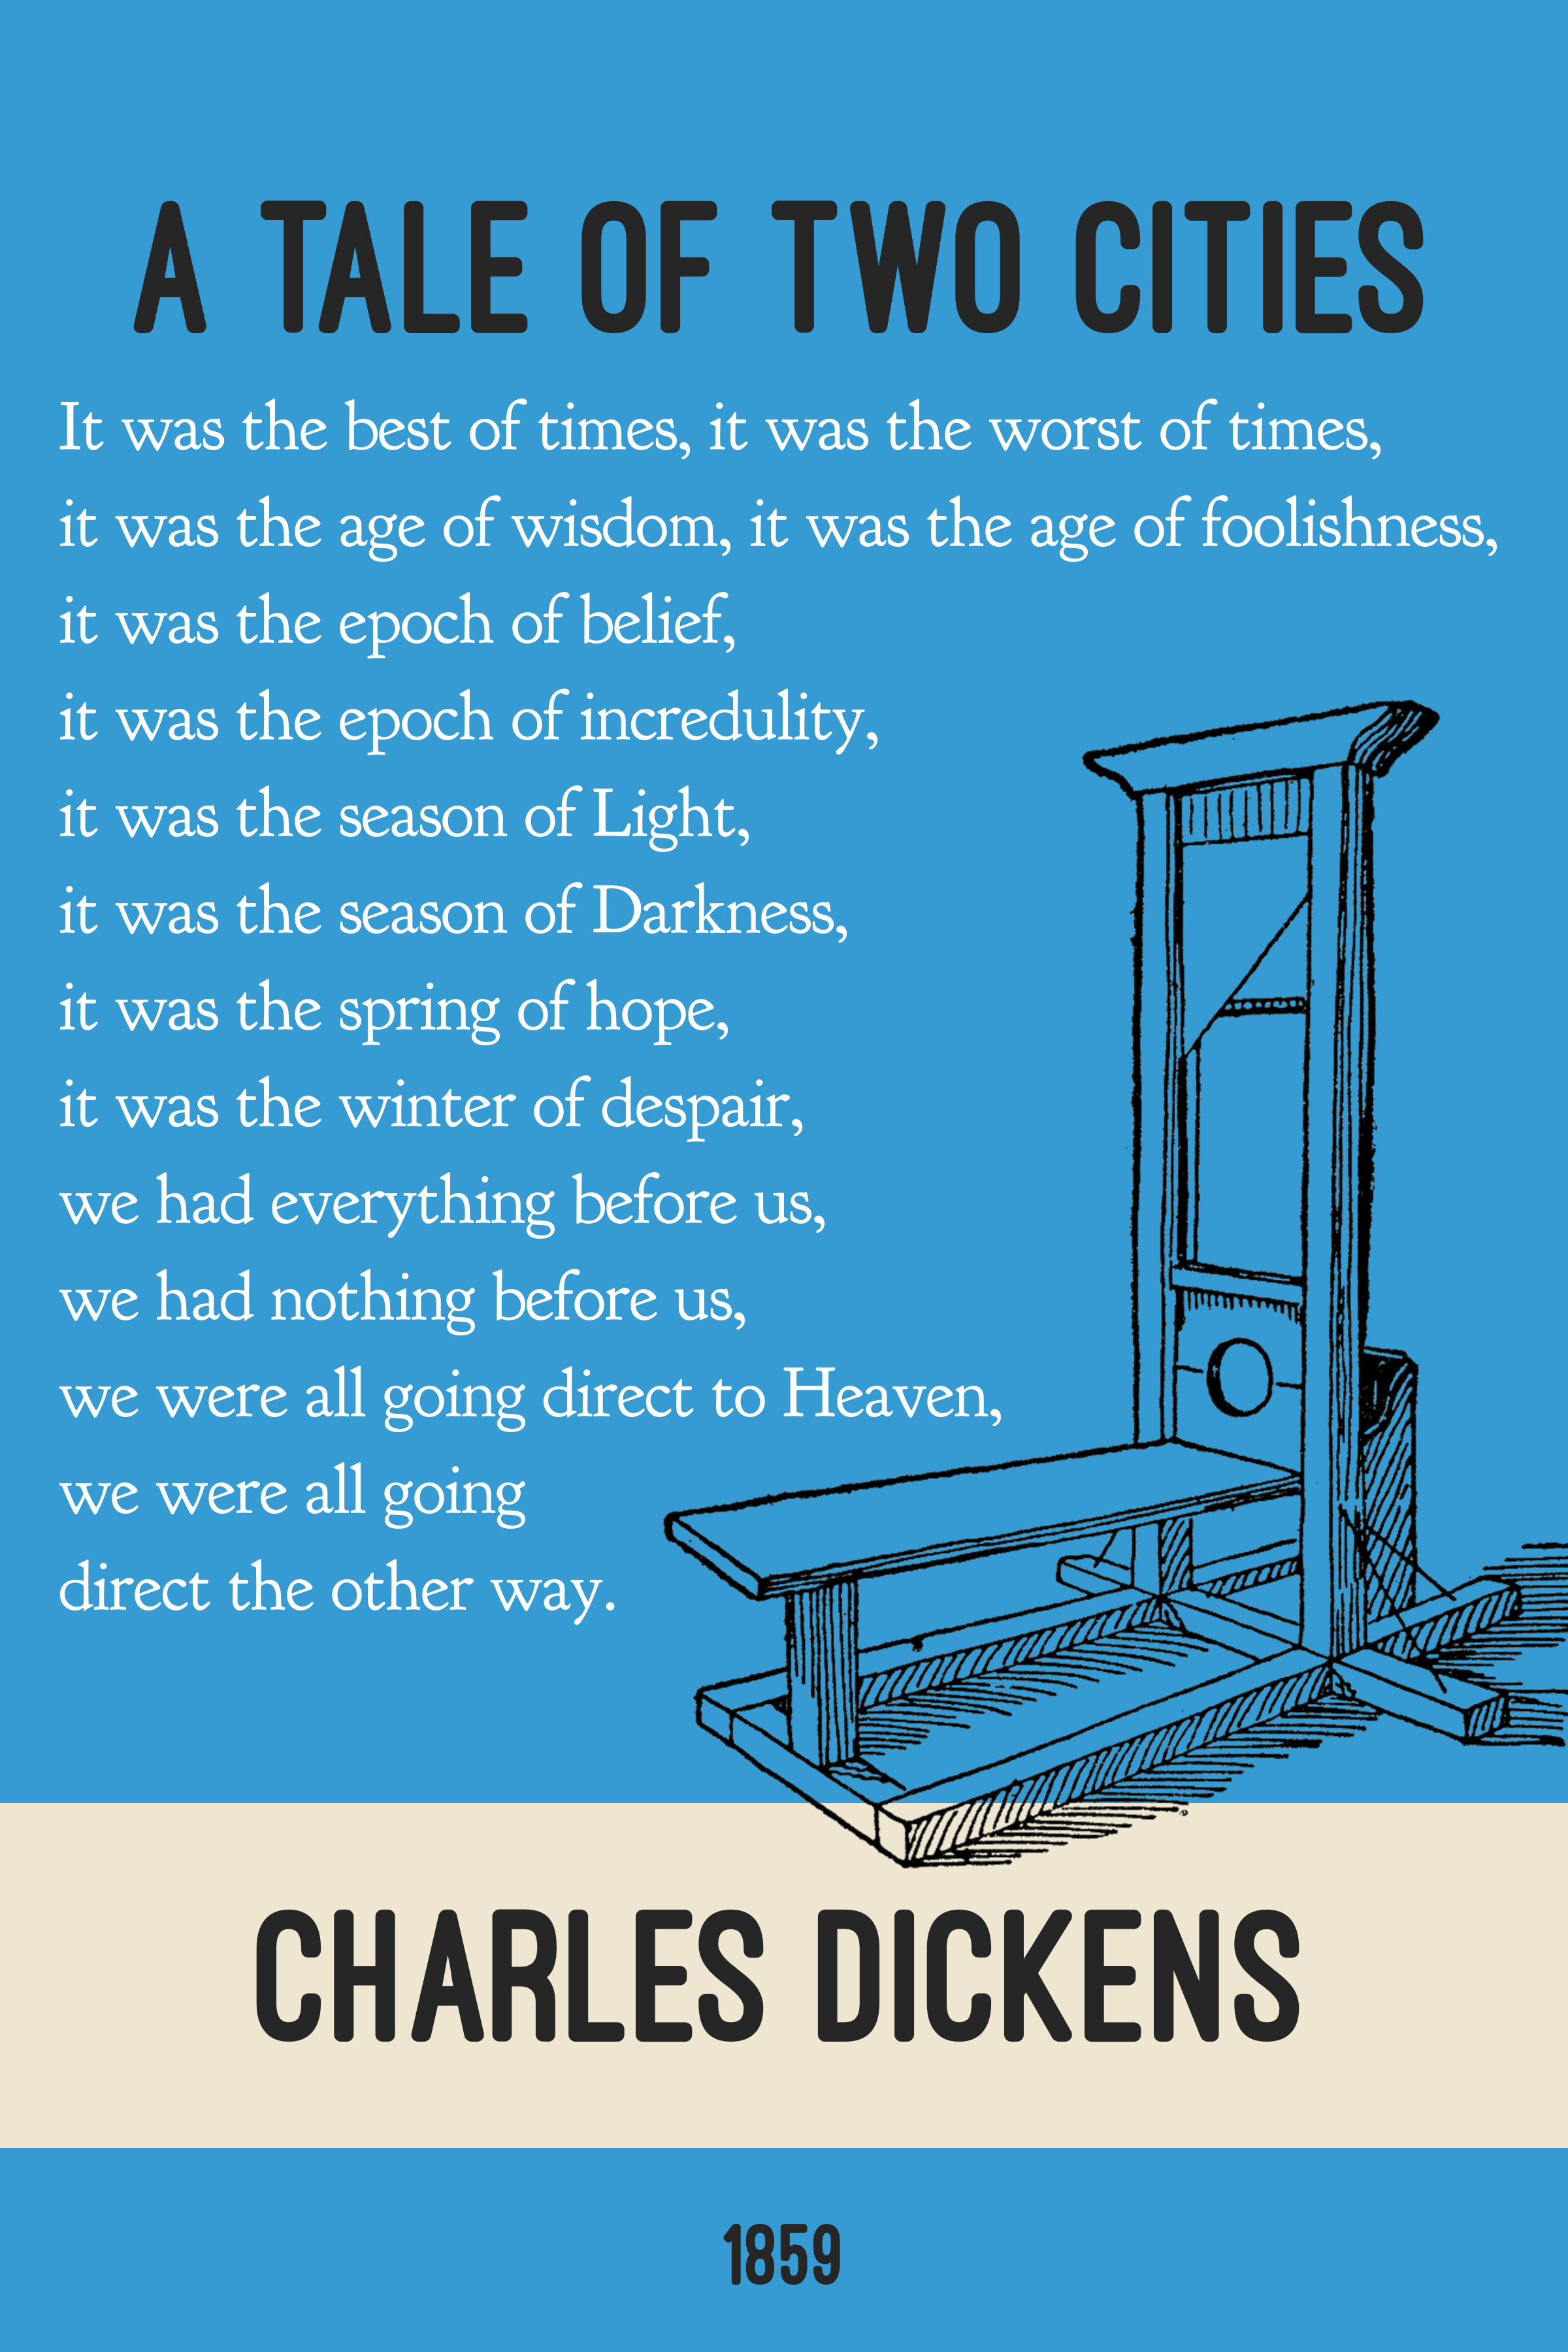 A TALE OF TWO CITIES
It was the best of times, it was the worst of times,
it was the age of wisdom, it was the age of foolishness,
it was the epoch of belief,
it was the epoch of incredulity,
it was the season of Light,
it was the season of Darkness,
it was the spring of hope,
it was the winter of despair,
we had everything before us,
we had nothing before us,
we were all going direct to Heaven,
we were all going
direct the other way.
CHARLES DICKENS
1859